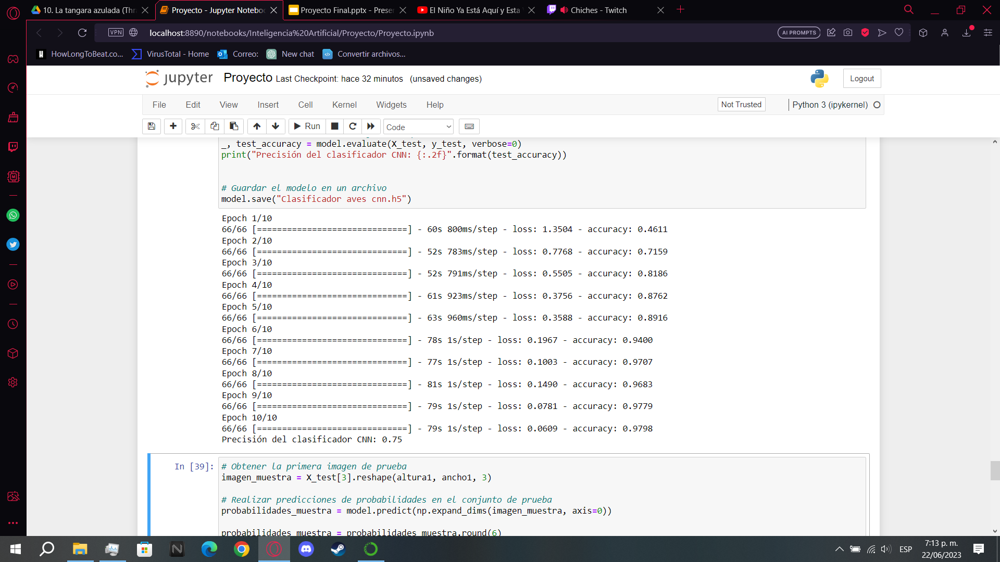 10. La tangara azulada (Thr
Proyecto - Jupyter Notebo
Proyecto Final.pptx - Prese
El Niño Ya Está Aquí y Esta
Chiches - Twitch
VPN
localhost:8890/notebooks/Inteligencia%20Artificial/Proyecto/Proyecto.ipynb
AI PROMPTS
HowLongToBeat.co...
VirusTotal - Home
Correo:
New chat
Convertir archivos...
jupyter Proyecto Last Checkpoint: hace 32 minutos (unsaved changes)
Logout
File Edit View Insert Cell Kernel Widgets Help
Not Trusted
Python 3 (ipykernel)
Run
Code
_, test_accuracy = model.evaluate(X_test, y_test, verbose=0)
print("Precisión del clasificador CNN: {:.2f}".format(test_accuracy))
# Guardar el modelo en un archivo
model.save("Clasificador aves cnn.h5")
Epoch 1/10
66/66 [==============================] - 60s 800ms/step - loss: 1.3504 - accuracy: 0.4611
Epoch 2/10
66/66 [==============================] - 52s 783ms/step - loss: 0.7768 - accuracy: 0.7159
Epoch 3/10
66/66 [==============================] - 52s 791ms/step - loss: 0.5505 - accuracy: 0.8186
Epoch 4/10
66/66 [==============================] - 61s 923ms/step - loss: 0.3756 - accuracy: 0.8762
Epoch 5/10
66/66 [==============================] - 63s 960ms/step - loss: 0.3588 - accuracy: 0.8916
Epoch 6/10
66/66 [==============================] - 78s 1s/step - loss: 0.1967 - accuracy: 0.9400
Epoch 7/10
66/66 [==============================] - 77s 1s/step - loss: 0.1003 - accuracy: 0.9707
Epoch 8/10
66/66 [==============================] - 81s 1s/step - loss: 0.1490 - accuracy: 0.9683
Epoch 9/10
66/66 [==============================] - 79s 1s/step - loss: 0.0781 - accuracy: 0.9779
Epoch 10/10
66/66 [==============================] - 79s 1s/step - loss: 0.0609 - accuracy: 0.9798
Precisión del clasificador CNN: 0.75
In [39]:
# Obtener la primera imagen de prueba
imagen_muestra = X_test[3].reshape(altura1, ancho1, 3)
# Realizar predicciones de probabilidades en el conjunto de prueba
probabilidades_muestra = model.predict(np.expand_dims(imagen_muestra, axis=0))
probabilidades_muestra = probabilidades_muestra.round(6)
ESP
7:13 p. m.
22/06/2023